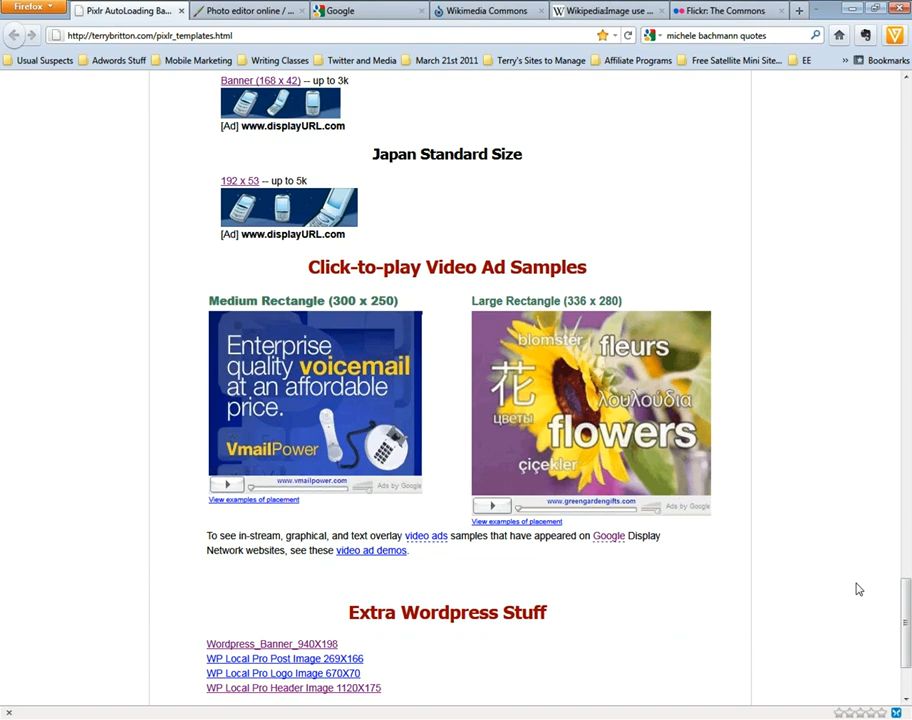 Firefox
Pixlr AutoLoading Ba...
Photo editor online / ...
Google
Wikimedia Commons
Wikipedia:Image use ...
Flickr: The Commons
http://terrybritton.com/pixlr_templates.html
michele bachmann quotes
Usual Suspects
Adwords Stuff
Mobile Marketing
Writing Classes
Twitter and Media
March 21st 2011
Terry's Sites to Manage
Affiliate Programs
Free Satellite Mini Site...
EE
Bookmarks
Banner (168 x 42) -- up to 3k
[Ad] www.displayURL.com
Japan Standard Size
192 x 53 -- up to 5k
[Ad] www.displayURL.com
Click-to-play Video Ad Samples
Medium Rectangle (300 x 250)
Large Rectangle (336 x 280)
Enterprise
quality voicemail
at an affordable
price.
VmailPower
www.vmailpower.com
Ads by Google
View examples of placement
blomster
fleurs
花
λουλούδια
цветы
flowers
çiçekler
www.greengardengifts.com
Ads by Google
View examples of placement
To see in-stream, graphical, and text overlay video ads samples that have appeared on Google Display
Network websites, see these video ad demos.
Extra Wordpress Stuff
Wordpress_Banner_940X198
WP Local Pro Post Image 269X166
WP Local Pro Logo Image 670X70
WP Local Pro Header Image 1120X175